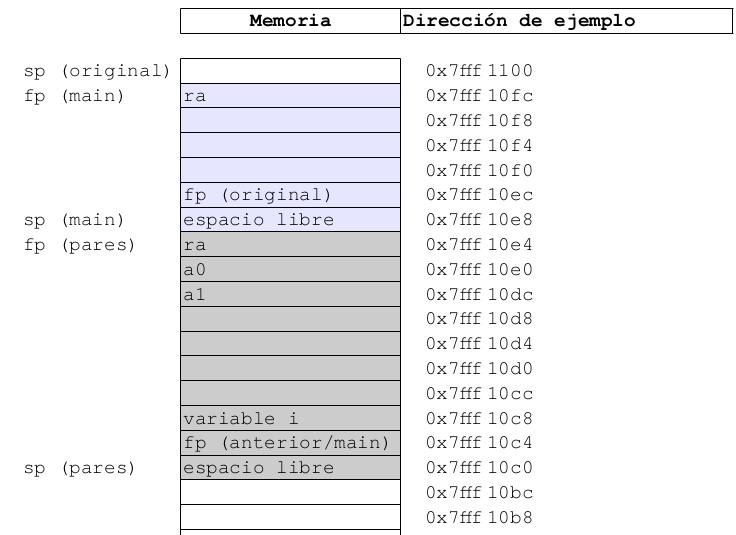 Memoria Dirección de ejemplo
sp (original) 0x7fff 1100
fp (main) ra 0x7fff 10fc
0x7fff 10f8
0x7fff 10f4
0x7fff 10f0
fp (original) 0x7fff 10ec
sp (main) espacio libre 0x7fff 10e8
fp (pares) ra 0x7fff 10e4
a0 0x7fff 10e0
a1 0x7fff 10dc
0x7fff 10d8
0x7fff 10d4
0x7fff 10d0
0x7fff 10cc
variable i 0x7fff 10c8
fp (anterior/main) 0x7fff 10c4
sp (pares) espacio libre 0x7fff 10c0
0x7fff 10bc
0x7fff 10b8